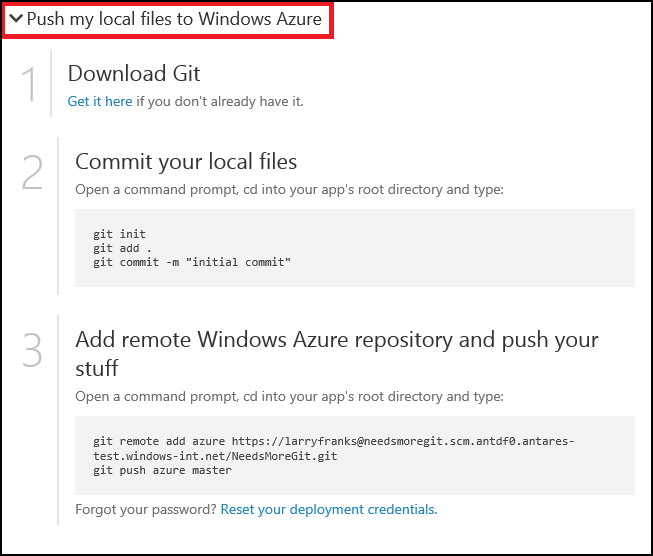 Push my local files to Windows Azure
1
Download Git
Get it here if you don't already have it.
2
Commit your local files
Open a command prompt, cd into your app's root directory and type:
git init
git add .
git commit -m "initial commit"
3
Add remote Windows Azure repository and push your
stuff
Open a command prompt, cd into your app's root directory and type:
git remote add azure https://larryfranks@needsmoregit.scm.antdf0.antares-
test.windows-int.net/NeedsMoreGit.git
git push azure master
Forgot your password? Reset your deployment credentials.